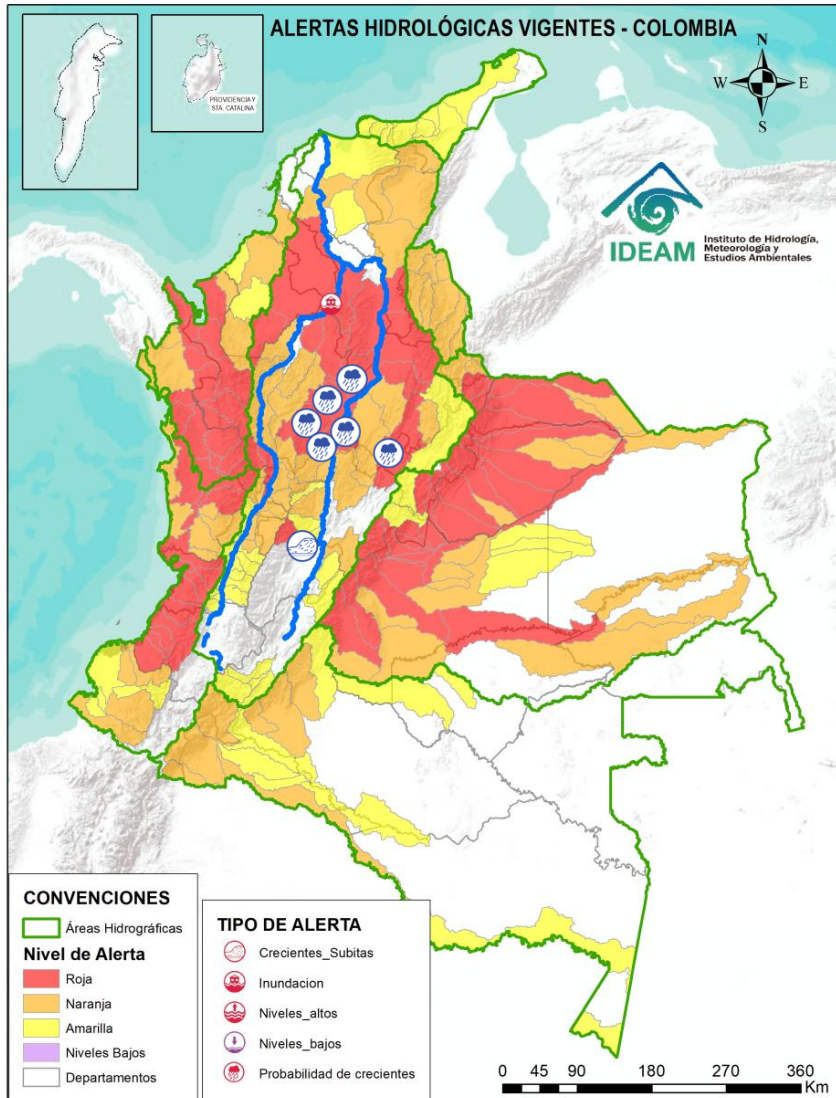 ALERTAS HIDROLÓGICAS VIGENTES - COLOMBIA
PROVIDENCIA Y
STA. CATALINA
N
W
E
S
IDEAM
Instituto de Hidrología,
Meteorología y
Estudios Ambientales
CONVENCIONES
Áreas Hidrográficas
Nivel de Alerta
Roja
Naranja
Amarilla
Niveles Bajos
Departamentos
TIPO DE ALERTA
Crecientes_Subitas
Inundacion
Niveles_altos
Niveles_bajos
Probabilidad de crecientes
0 45 90 180 270 360
Km